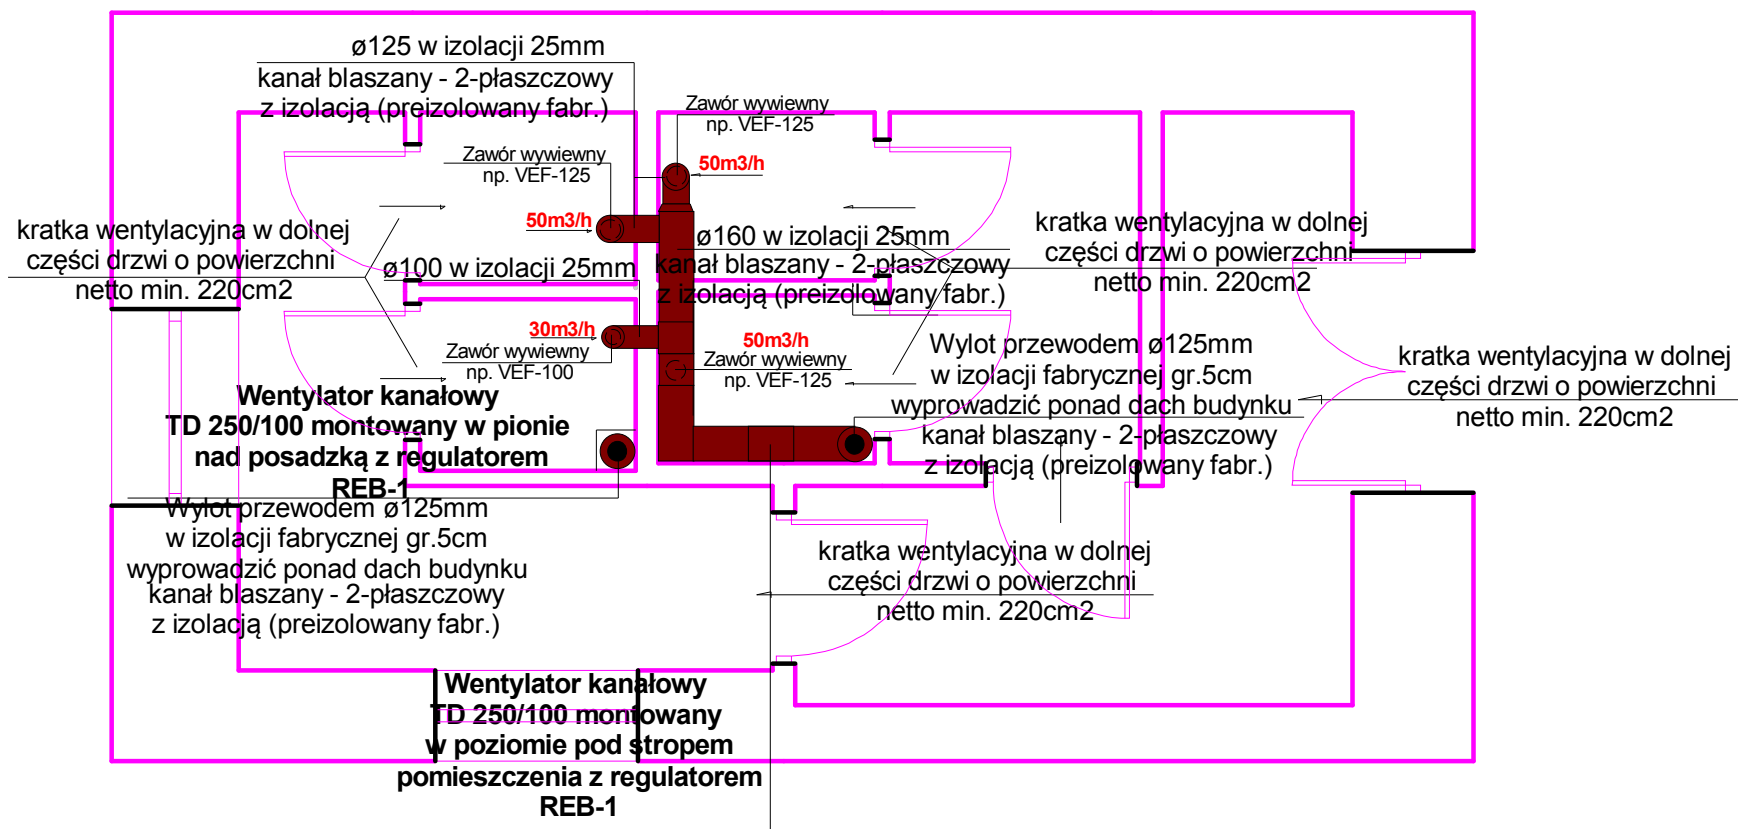 ø125 w izolacji 25mm
kanał blaszany - 2-płaszczowy
z izolacją (preizolowany fabr.)
Zawór wywiewny
np. VEF-125
50m3/h
Zawór wywiewny
np. VEF-125
50m3/h
kratka wentylacyjna w dolnej
części drzwi o powierzchni
netto min. 220cm2
ø100 w izolacji 25mm
ø160 w izolacji 25mm
kanał blaszany - 2-płaszczowy
z izolacją (preizolowany fabr.)
kratka wentylacyjna w dolnej
części drzwi o powierzchni
netto min. 220cm2
30m3/h
Zawór wywiewny
np. VEF-100
50m3/h
Zawór wywiewny
np. VEF-125
Wylot przewodem ø125mm
w izolacji fabrycznej gr.5cm
wyprowadzić ponad dach budynku
kanał blaszany - 2-płaszczowy
z izolacją (preizolowany fabr.)
kratka wentylacyjna w dolnej
części drzwi o powierzchni
netto min. 220cm2
Wentylator kanałowy
TD 250/100 montowany w pionie
nad posadzką z regulatorem
REB-1
Wylot przewodem ø125mm
w izolacji fabrycznej gr.5cm
wyprowadzić ponad dach budynku
kanał blaszany - 2-płaszczowy
z izolacją (preizolowany fabr.)
kratka wentylacyjna w dolnej
części drzwi o powierzchni
netto min. 220cm2
Wentylator kanałowy
TD 250/100 montowany
w poziomie pod stropem
pomieszczenia z regulatorem
REB-1